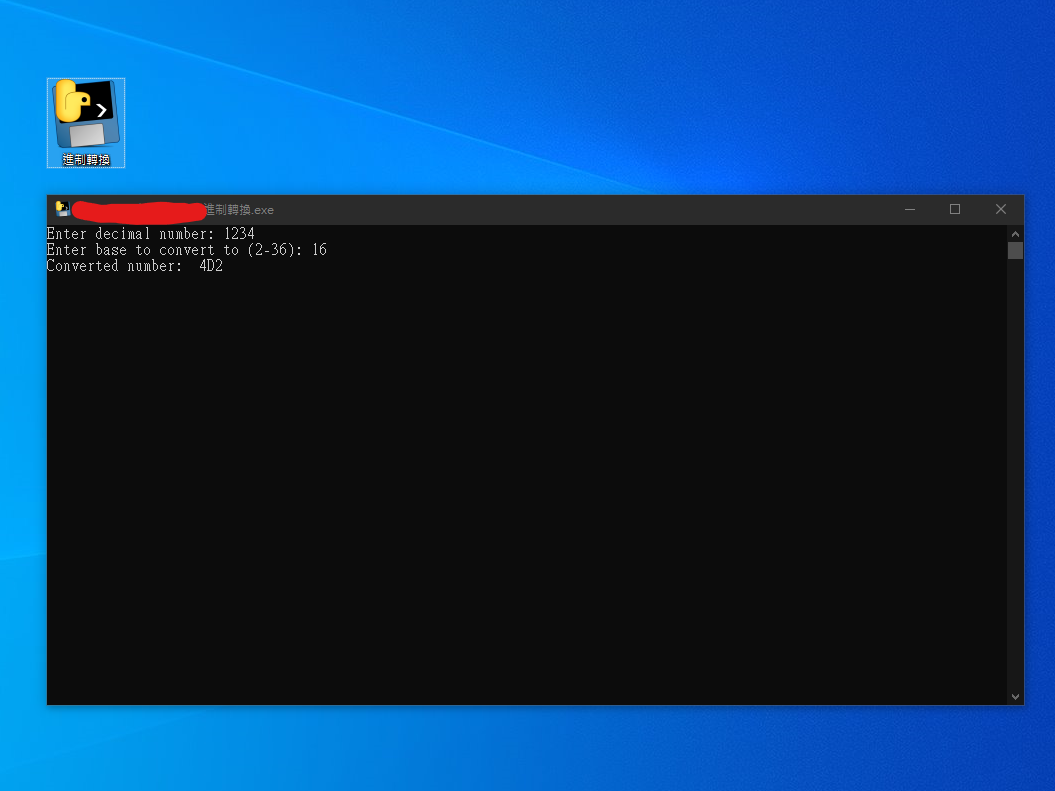 進制轉換
進制轉換.exe
Enter decimal number: 1234
Enter base to convert to (2-36): 16
Converted number:  4D2